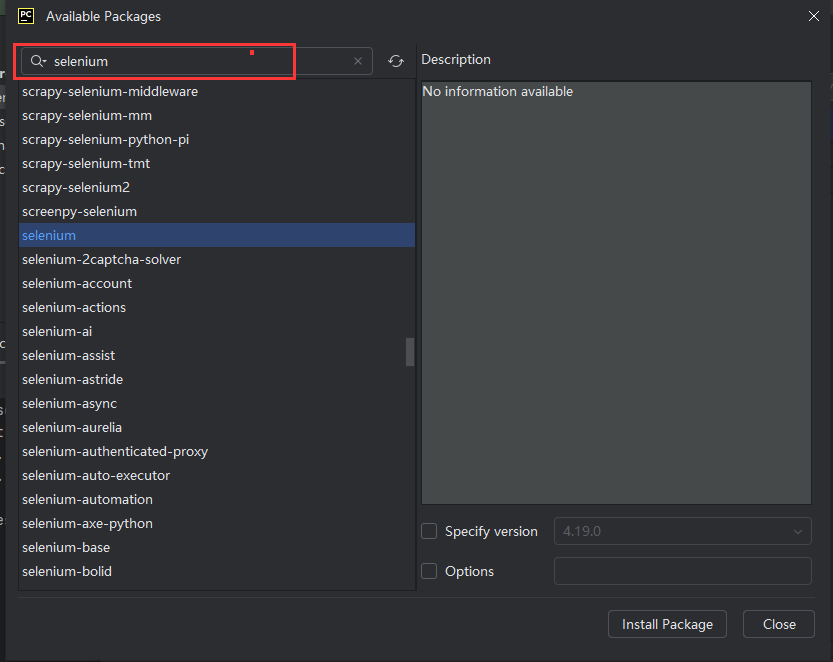 PC Available Packages
selenium
Description
scrapy-selenium-middleware
scrapy-selenium-mm
scrapy-selenium-python-pi
scrapy-selenium-tmt
scrapy-selenium2
screenpy-selenium
selenium
selenium-2captcha-solver
selenium-account
selenium-actions
selenium-ai
selenium-assist
selenium-astride
selenium-async
selenium-aurelia
selenium-authenticated-proxy
selenium-auto-executor
selenium-automation
selenium-axe-python
selenium-base
selenium-bolid
No information available
Specify version 4.19.0
Options
Install Package Close